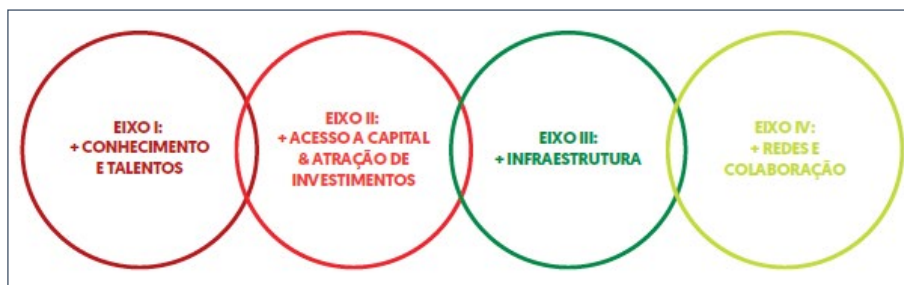 EIXO I:
+ CONHECIMENTO
E TALENTOS
EIXO II:
+ ACESSO A CAPITAL
& ATRAÇÃO DE
INVESTIMENTOS
EIXO III:
+ INFRAESTRUTURA
EIXO IV:
+ REDES E
COLABORAÇÃO